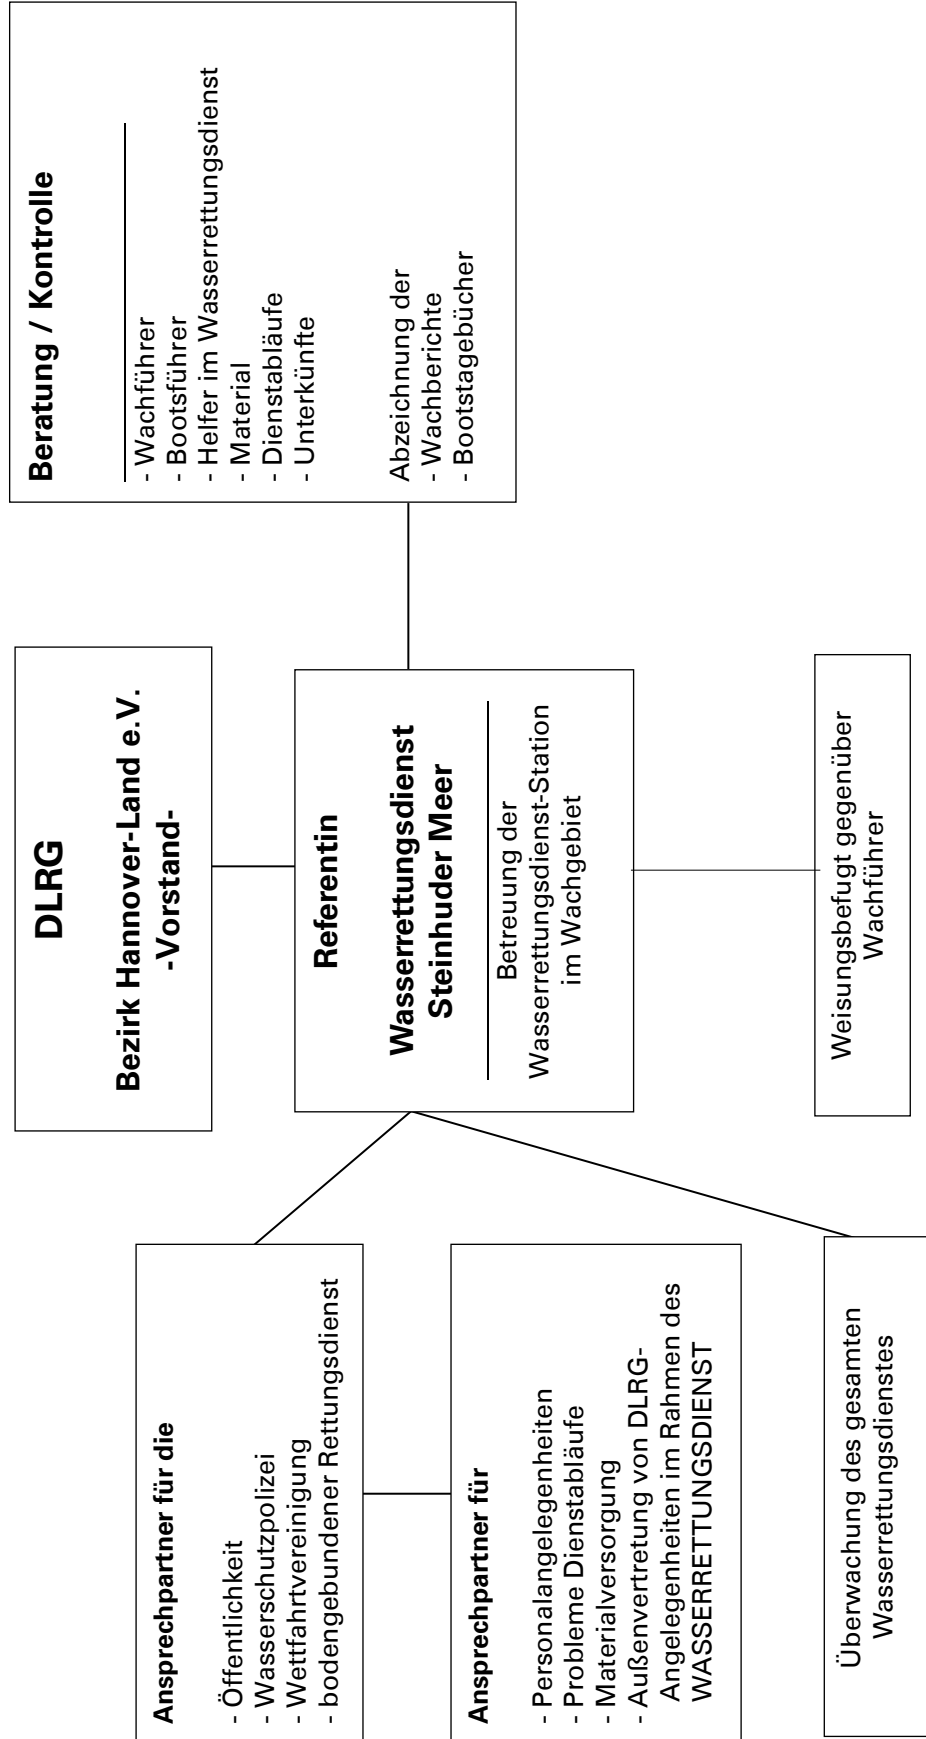 DLRG
Bezirk Hannover-Land e.V.
-Vorstand-
Ansprechpartner für die
- Öffentlichkeit
- Wasserschutzpolizei
- Wettfahrtvereinigung
- bodengebundener Rettungsdienst
Ansprechpartner für
- Personalangelegenheiten
- Probleme Dienstabläufe
- Materialversorgung
- Außenvertretung von DLRG-
Angelegenheiten im Rahmen des
WASSERRETTUNGSDIENST
Überwachung des gesamten
Wasserrettungsdienstes
Referentin
Wasserrettungsdienst
Steinhuder Meer
Betreuung der
Wasserrettungsdienst-Station
im Wachgebiet
Weisungsbefugt gegenüber
Wachführer
Beratung / Kontrolle
- Wachführer
- Bootsführer
- Helfer im Wasserrettungsdienst
- Material
- Dienstabläufe
- Unterkünfte
Abzeichnung der
- Wachberichte
- Bootstagebücher